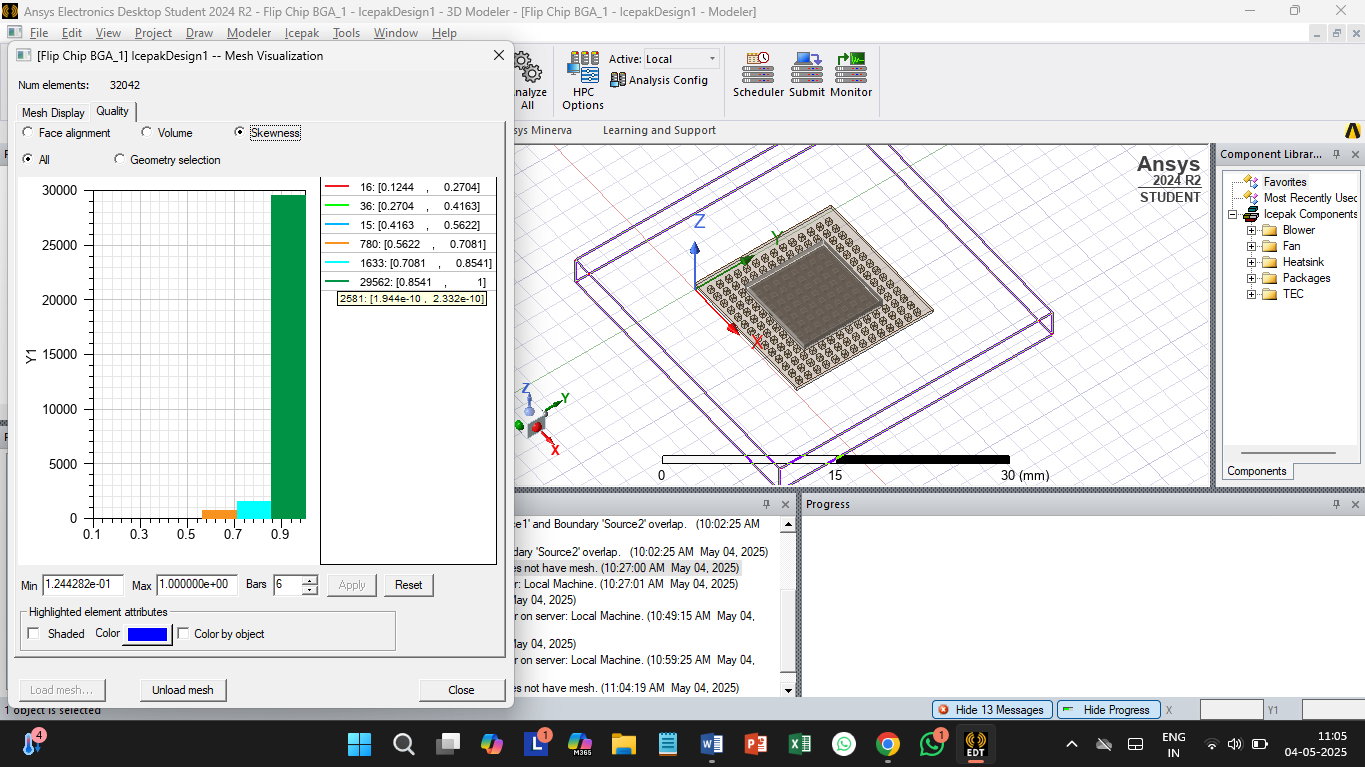 Ansys Electronics Desktop Student 2024 R2 - Flip Chip BGA_1 - IcepakDesign1 - 3D Modeler - [Flip Chip BGA_1 - IcepakDesign1 - Modeler]
File Edit View Project Draw Modeler Icepak Tools Window Help
[Flip Chip BGA_1] IcepakDesign1 -- Mesh Visualization
Num elements: 32042
Mesh Display Quality
Face alignment Volume Skewness
All Geometry selection
30000
25000
20000
15000
10000
5000
0
Y1
0.1 0.3 0.5 0.7 0.9
16: [0.1244 , 0.2704]
36: [0.2704 , 0.4163]
15: [0.4163 , 0.5622]
780: [0.5622 , 0.7081]
1633: [0.7081 , 0.8541]
29562: [0.8541 , 1]
2581: [1.944e-10 , 2.332e-10]
Min 1.244282e-01 Max 1.000000e+00 Bars 6 Apply Reset
Highlighted element attributes
Shaded Color Color by object
Load mesh... Unload mesh Close
1 object is selected
nalyze
All
HPC
Options
Active: Local
Analysis Config
Scheduler Submit Monitor
sys Minerva Learning and Support
Ansys
2024 R2
STUDENT
Z
Y
X
Z
Y
X
0 15 30 (mm)
Component Librar...
Favorites
Most Recently Used
Icepak Components
Blower
Fan
Heatsink
Packages
TEC
Components
ce1' and Boundary 'Source2' overlap. (10:02:25 AM
dary 'Source2' overlap. (10:02:25 AM May 04, 2025)
es not have mesh. (10:27:00 AM May 04, 2025)
r: Local Machine. (10:27:01 AM May 04, 2025)
May 04, 2025)
r on server: Local Machine. (10:49:15 AM May 04,
May 04, 2025)
r on server: Local Machine. (10:59:25 AM May 04,
es not have mesh. (11:04:19 AM May 04, 2025)
Progress
Hide 13 Messages Hide Progress X Y1
4
1
M365
1
EDT
ENG
IN
11:05
04-05-2025